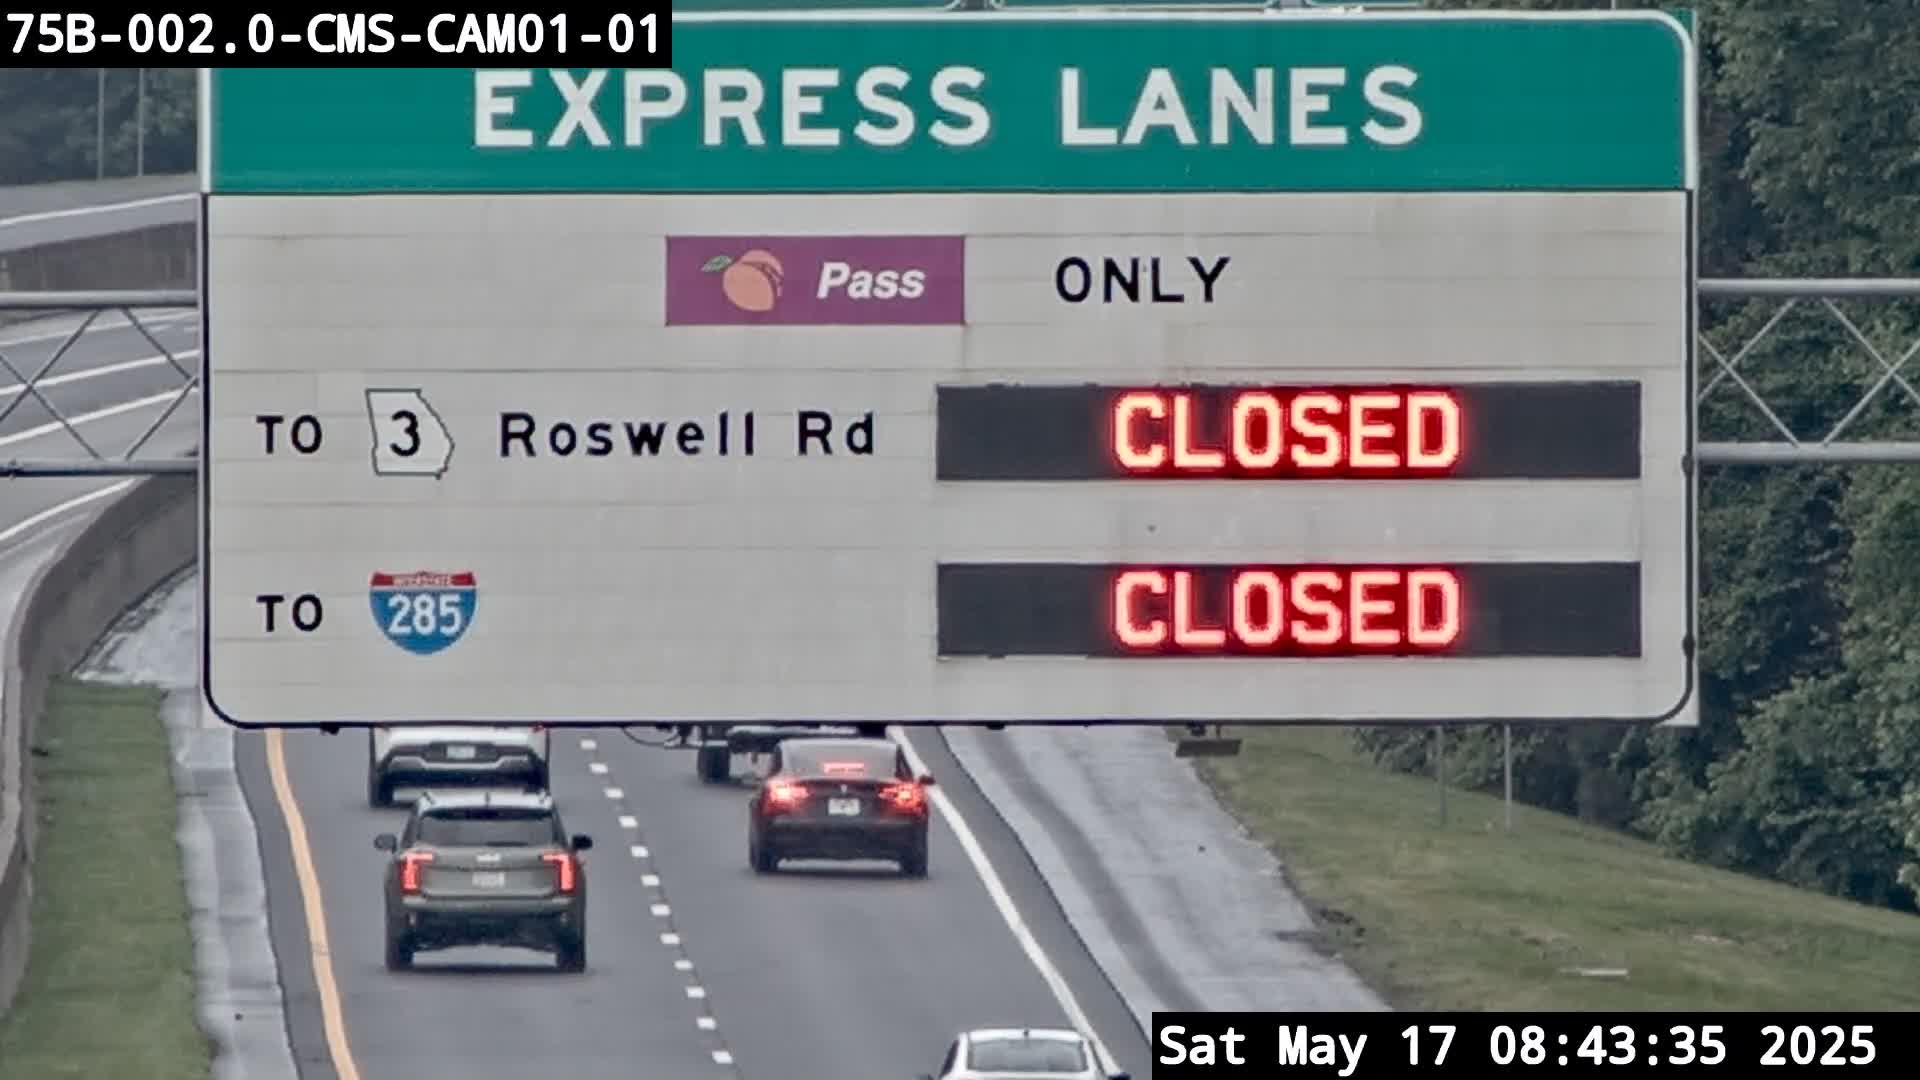 75B-002.0-CMS-CAM01-01
EXPRESS LANES
Pass ONLY
TO 3 Roswell Rd CLOSED
INTERSTATE
TO 285 CLOSED
Sat May 17 08:43:35 2025